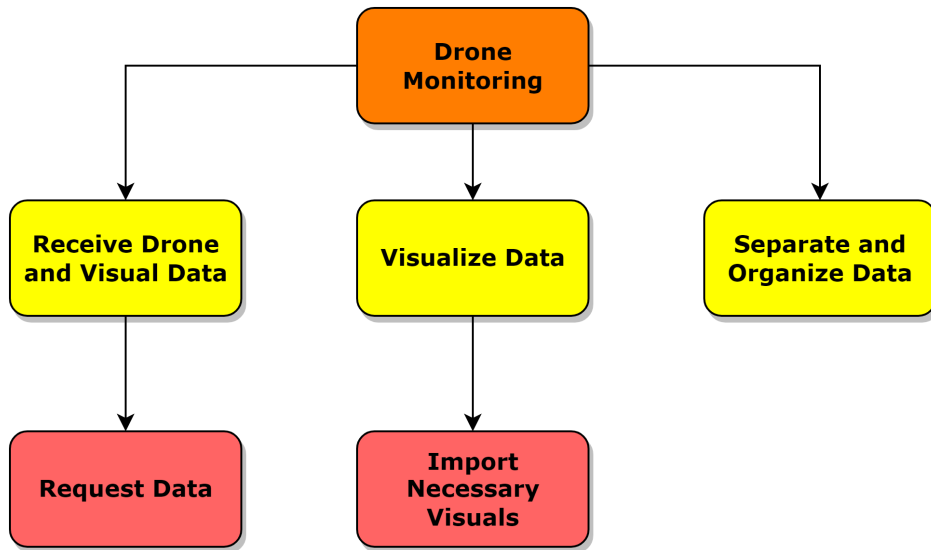 Drone
Monitoring
Receive Drone
and Visual Data
Visualize Data
Separate and
Organize Data
Request Data
Import
Necessary
Visuals